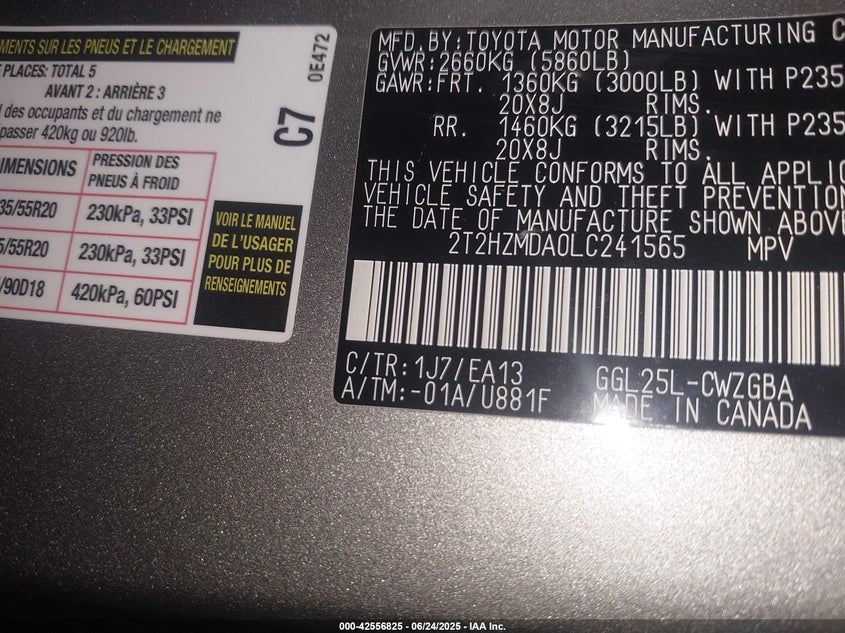 MENTS SUR LES PNEUS ET LE CHARGEMENT
PLACES: TOTAL 5
AVANT 2 : ARRIÈRE 3
des occupants et du chargement ne
passer 420kg ou 920lb.
DIMENSIONS
PRESSION DES
PNEUS À FROID
35/55R20
230kPa, 33PSI
5/55R20
230kPa, 33PSI
/90D18
420kPa, 60PSI
VOIR LE MANUEL
DE L'USAGER
POUR PLUS DE
RENSEIGNEMENTS
C7
0E472
MFD.BY:TOYOTA MOTOR MANUFACTURING C
GVWR:2660KG (5860LB)
GAWR:FRT. 1360KG (3000LB) WITH P235
20X8J RIMS.
RR. 1460KG (3215LB) WITH P235
20X8J RIMS.
THIS VEHICLE CONFORMS TO ALL APPLIC
VEHICLE SAFETY AND THEFT PREVENTION
THE DATE OF MANUFACTURE SHOWN ABOVE
2T2HZMDA0LC241565 MPV
C/TR:1J7/EA13 GGL25L-CWZGBA
A/TM:-01A/U881F MADE IN CANADA
000-42556825 - 06/24/2025 - IAA Inc.